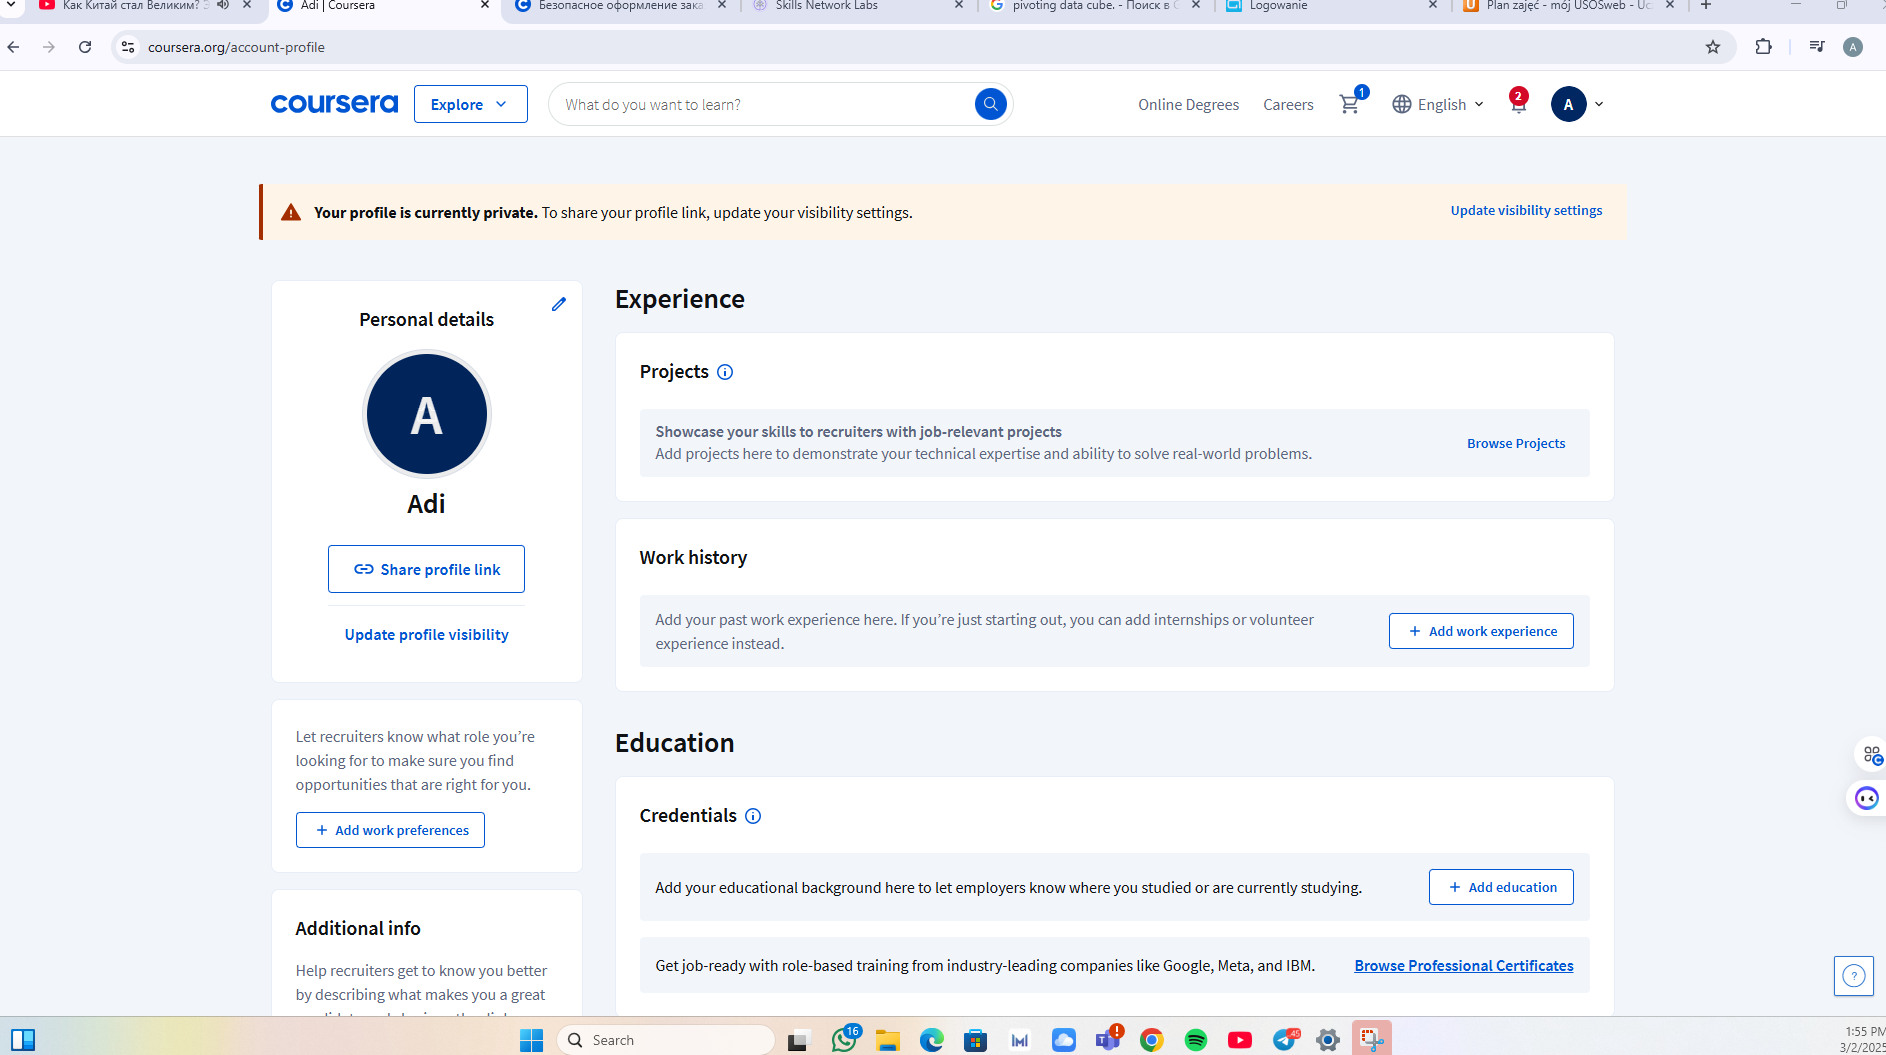 Как Китай стал Великим?
Adi | Coursera
Безопасное оформление зака
Skills Network Labs
pivoting data cube. - Поиск в
Logowanie
Plan zajęć - mój USOSweb - Uc
coursera.org/account-profile
A
coursera
Explore
What do you want to learn?
Online Degrees
Careers
1
English
2
A
Your profile is currently private. To share your profile link, update your visibility settings.
Update visibility settings
Personal details
A
Adi
Share profile link
Update profile visibility
Let recruiters know what role you’re
looking for to make sure you find
opportunities that are right for you.
+ Add work preferences
Additional info
Help recruiters get to know you better
by describing what makes you a great
Experience
Projects
Showcase your skills to recruiters with job-relevant projects
Add projects here to demonstrate your technical expertise and ability to solve real-world problems.
Browse Projects
Work history
Add your past work experience here. If you’re just starting out, you can add internships or volunteer
experience instead.
+ Add work experience
Education
Credentials
Add your educational background here to let employers know where you studied or are currently studying.
+ Add education
Get job-ready with role-based training from industry-leading companies like Google, Meta, and IBM.
Browse Professional Certificates
?
Search
16
45
1:55 PM
3/2/2025